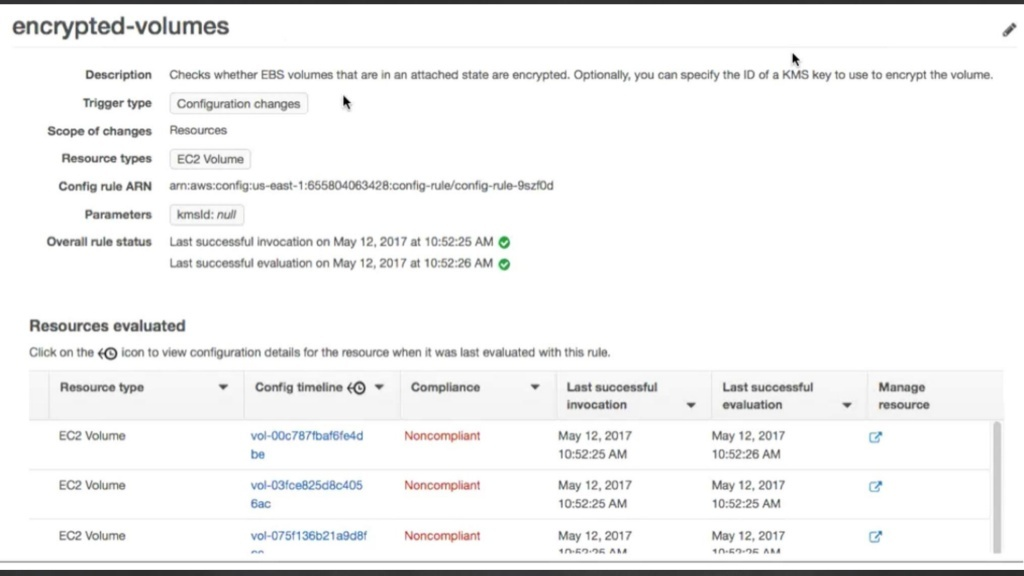 encrypted-volumes
Description Checks whether EBS volumes that are in an attached state are encrypted. Optionally, you can specify the ID of a KMS key to use to encrypt the volume.
Trigger type Configuration changes
Scope of changes Resources
Resource types EC2 Volume
Config rule ARN arn:aws:config:us-east-1:655804063428:config-rule/config-rule-9szf0d
Parameters kmsId: null
Overall rule status Last successful invocation on May 12, 2017 at 10:52:25 AM
Last successful evaluation on May 12, 2017 at 10:52:26 AM
Resources evaluated
Click on the icon to view configuration details for the resource when it was last evaluated with this rule.
Resource type Config timeline Compliance Last successful invocation Last successful evaluation Manage resource
EC2 Volume vol-00c787fbaf6fe4d Noncompliant May 12, 2017 May 12, 2017
be 10:52:25 AM 10:52:26 AM
EC2 Volume vol-03fce825d8c405 Noncompliant May 12, 2017 May 12, 2017
6ac 10:52:25 AM 10:52:26 AM
EC2 Volume vol-075f136b21a9d8f Noncompliant May 12, 2017 May 12, 2017
10:52:26 AM 10:52:26 AM